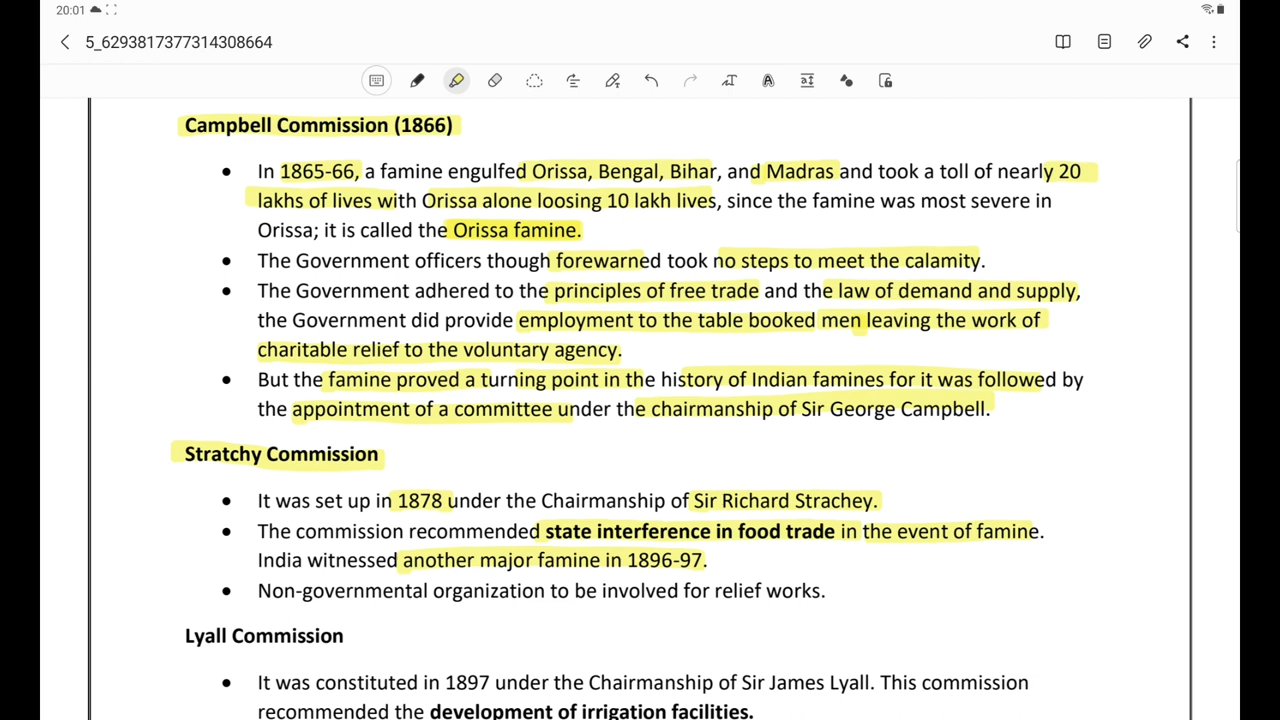 20:01
5_6293817377314308664
Campbell Commission (1866)
• In 1865-66, a famine engulfed Orissa, Bengal, Bihar, and Madras and took a toll of nearly 20
lakhs of lives with Orissa alone loosing 10 lakh lives, since the famine was most severe in
Orissa; it is called the Orissa famine.
• The Government officers though forewarned took no steps to meet the calamity.
• The Government adhered to the principles of free trade and the law of demand and supply,
the Government did provide employment to the table booked men leaving the work of
charitable relief to the voluntary agency.
• But the famine proved a turning point in the history of Indian famines for it was followed by
the appointment of a committee under the chairmanship of Sir George Campbell.
Stratchy Commission
• It was set up in 1878 under the Chairmanship of Sir Richard Strachey.
• The commission recommended state interference in food trade in the event of famine.
India witnessed another major famine in 1896-97.
• Non-governmental organization to be involved for relief works.
Lyall Commission
• It was constituted in 1897 under the Chairmanship of Sir James Lyall. This commission
recommended the development of irrigation facilities.